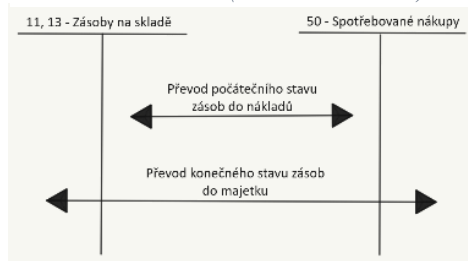 11, 13 - Zásoby na skladě
50 - Spotřebované nákupy
Převod počátečního stavu
zásob do nákladů
Převod konečného stavu zásob
do majetku